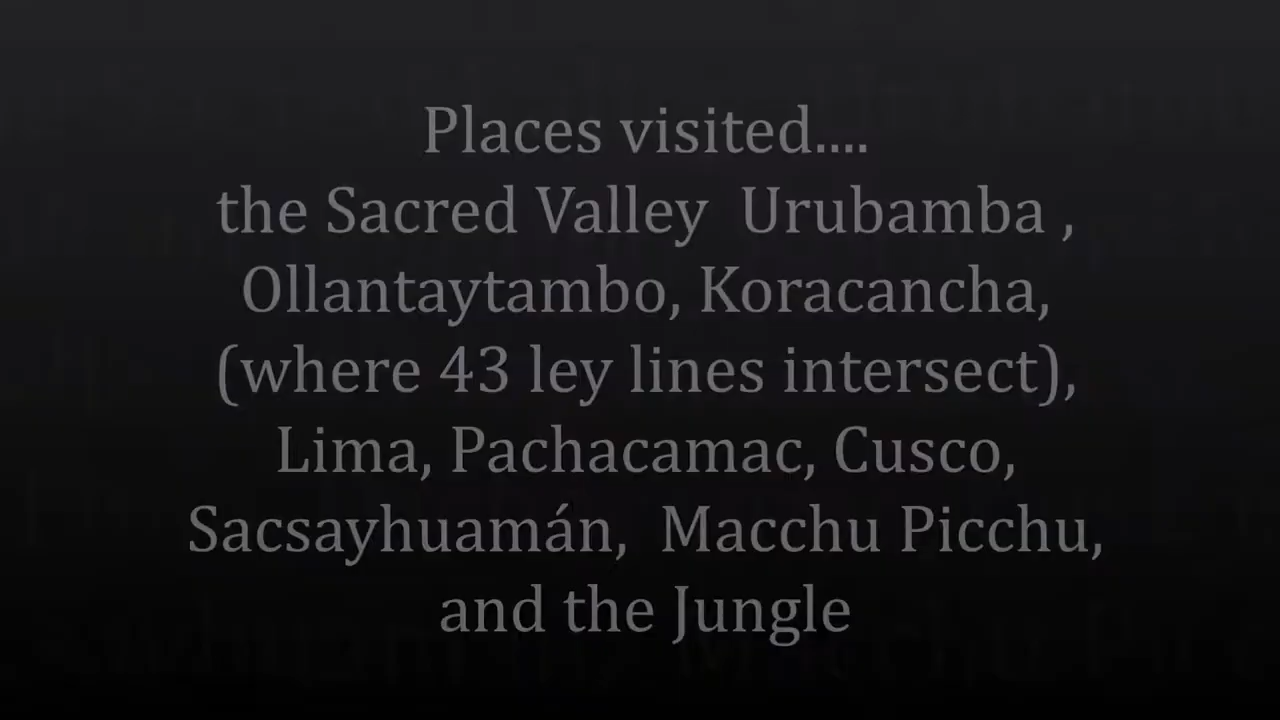 Places visited....
the Sacred Valley  Urubamba ,
Ollantaytambo, Koracancha,
(where 43 ley lines intersect),
Lima, Pachacamac, Cusco,
Sacsayhuamán,  Macchu Picchu,
and the Jungle